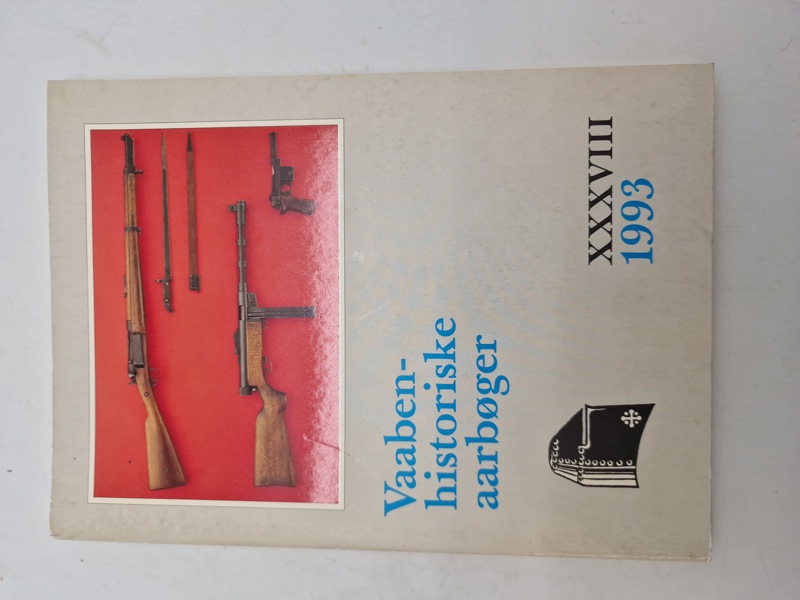 Vaaben-
historiske
aarbøger
XXXVIII
1993